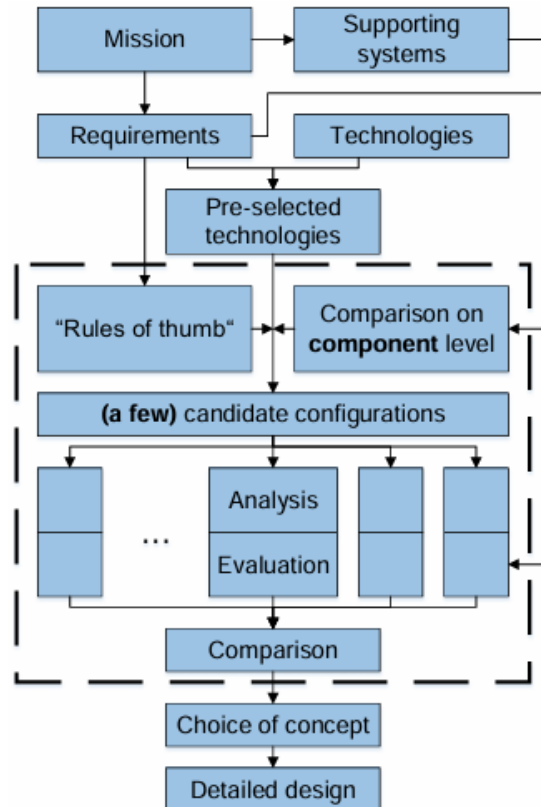 Mission
Supporting
systems
Requirements
Technologies
Pre-selected
technologies
“Rules of thumb“
Comparison on
component level
(a few) candidate configurations
Analysis
...
Evaluation
Comparison
Choice of concept
Detailed design